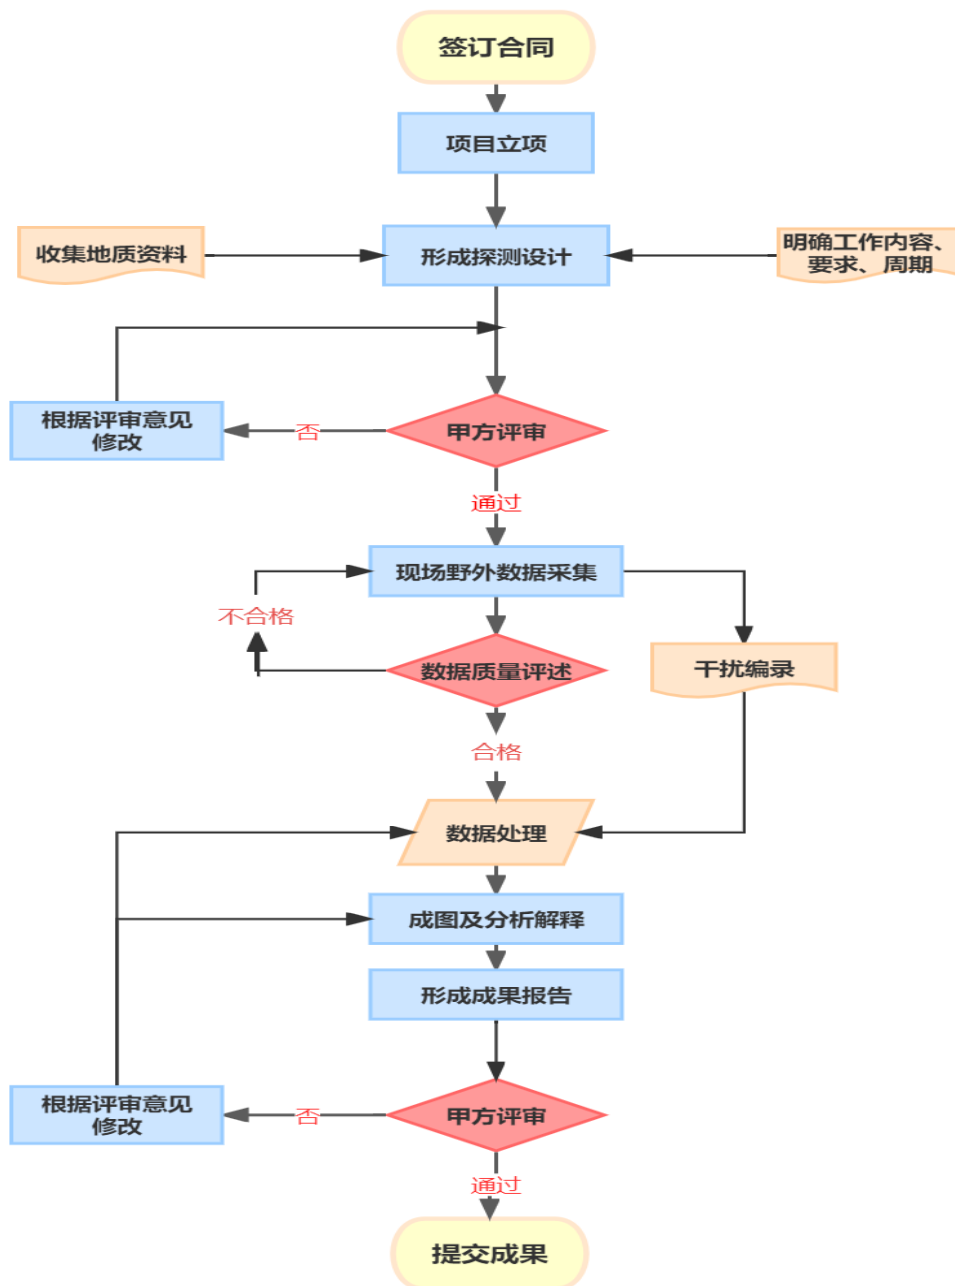 签订合同
项目立项
收集地质资料
形成探测设计
明确工作内容、
要求、周期
根据评审意见
修改
否
甲方评审
通过
现场野外数据采集
不合格
数据质量评述
干扰编录
合格
数据处理
成图及分析解释
形成成果报告
根据评审意见
修改
否
甲方评审
通过
提交成果